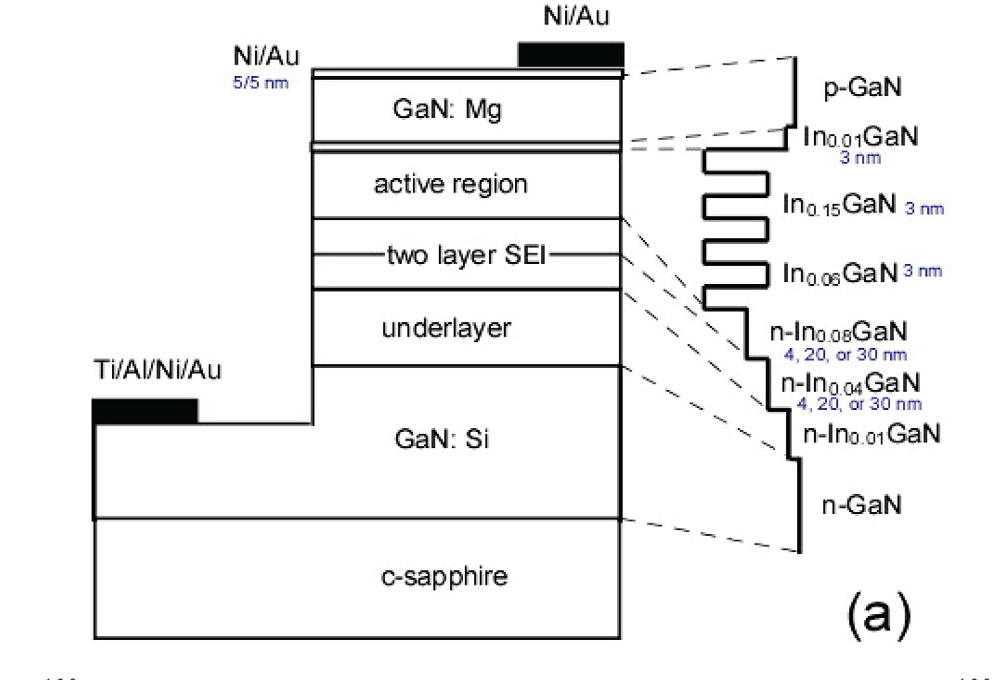 Ni/Au
Ni/Au
5/5 nm
GaN: Mg
p-GaN
In0.01GaN
3 nm
active region
In0.15GaN 3 nm
two layer SEI
In0.06GaN 3 nm
underlayer
n-In0.08GaN
4, 20, or 30 nm
Ti/Al/Ni/Au
n-In0.04GaN
4, 20, or 30 nm
GaN: Si
n-In0.01GaN
n-GaN
c-sapphire
(a)